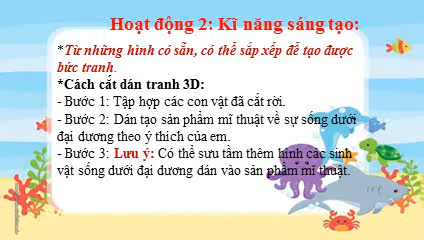 Hoạt động 2: Kĩ năng sáng tạo:
*Từ những hình có sẵn, có thể sắp xếp để tạo được
bức tranh.
*Cách cắt dán tranh 3D:
- Bước 1: Tập hợp các con vật đã cắt rời.
- Bước 2: Dán tạo sản phẩm mĩ thuật về sự sống dưới
đại dương theo ý thích của em.
- Bước 3: Lưu ý: Có thể sưu tầm thêm hình các sinh
vật sống dưới đại dương dán vào sản phẩm mĩ thuật.